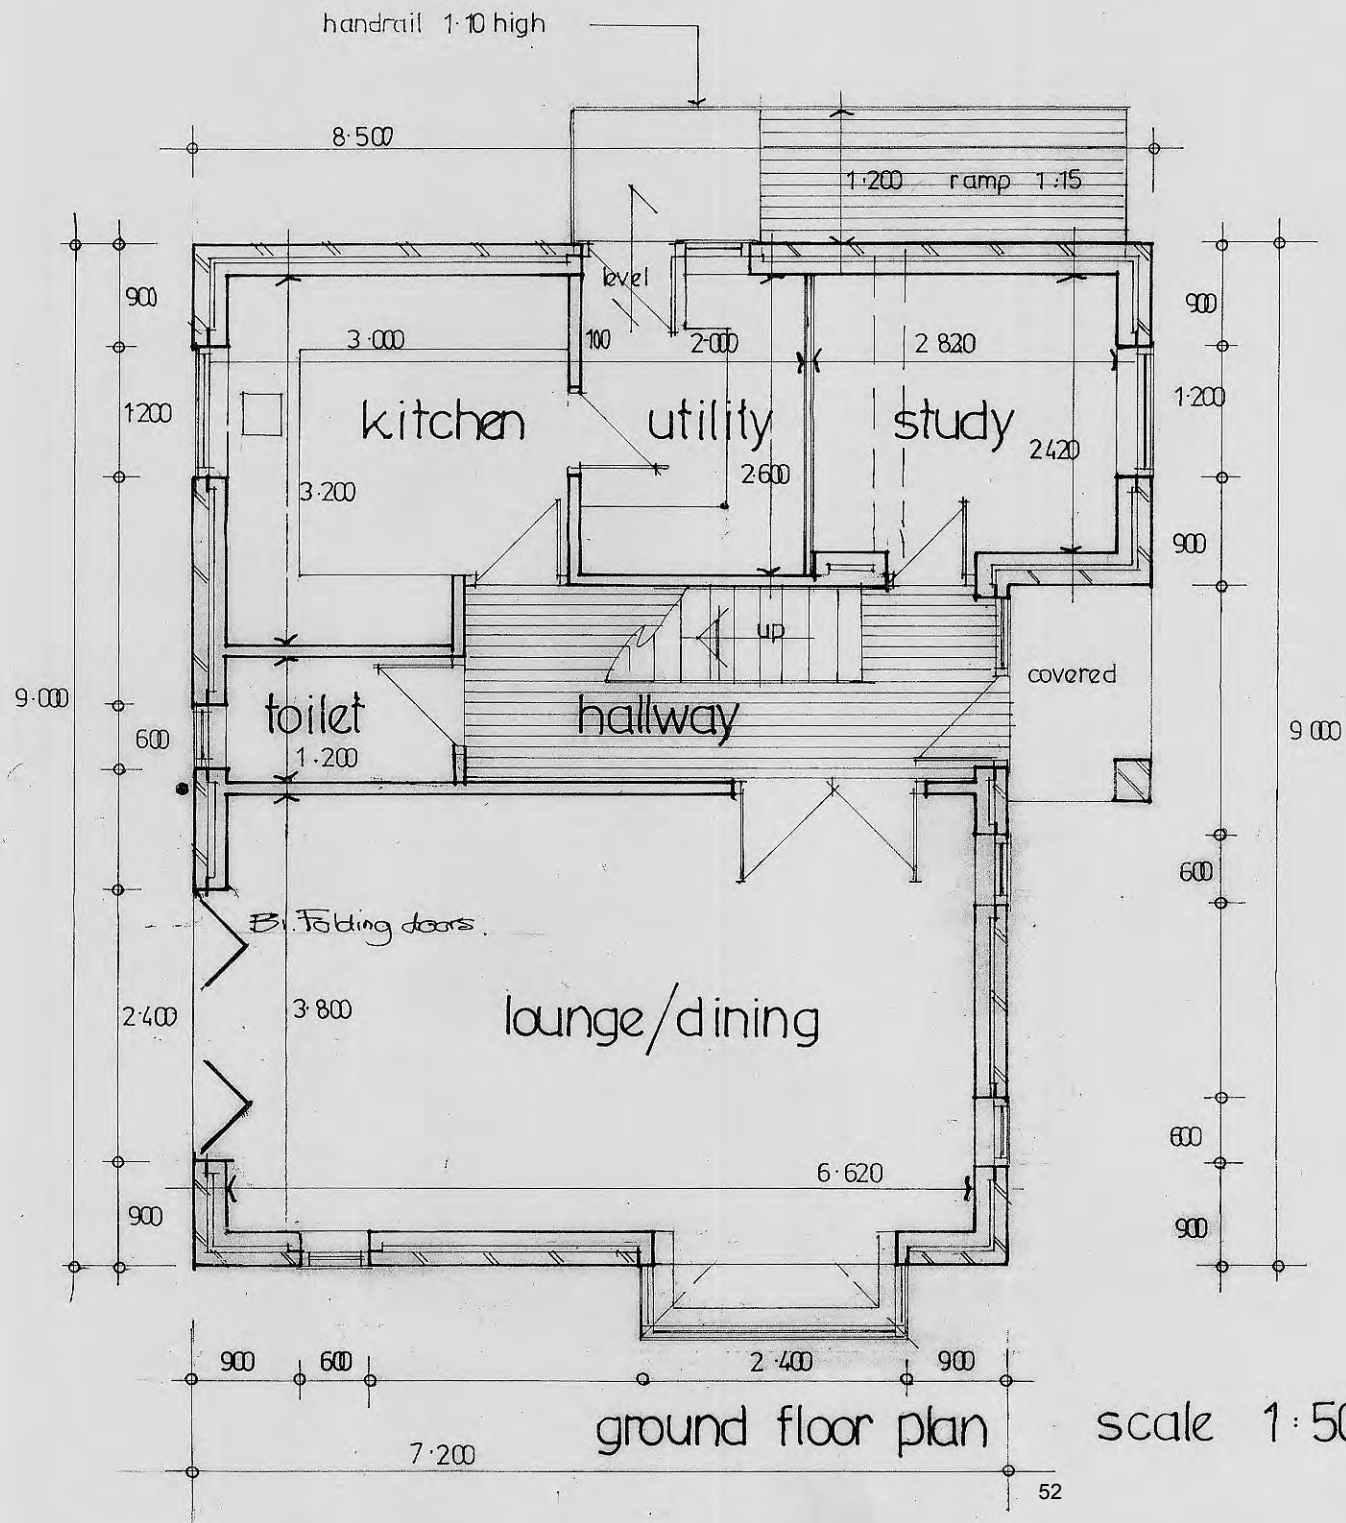 handrail 1·10 high
8·500
1·200 ramp 1:15
level
900
900
3·000
100
2·000
2 820
1200
1·200
kitchen
utility
study
2·600
2420
3·200
900
up
covered
9·000
toilet
hallway
600
1·200
9 000
600
Bi. Folding doors.
2·400
3·800
lounge/dining
600
6·620
900
900
900
600
2·400
900
ground floor plan
scale 1:50
7·200
52